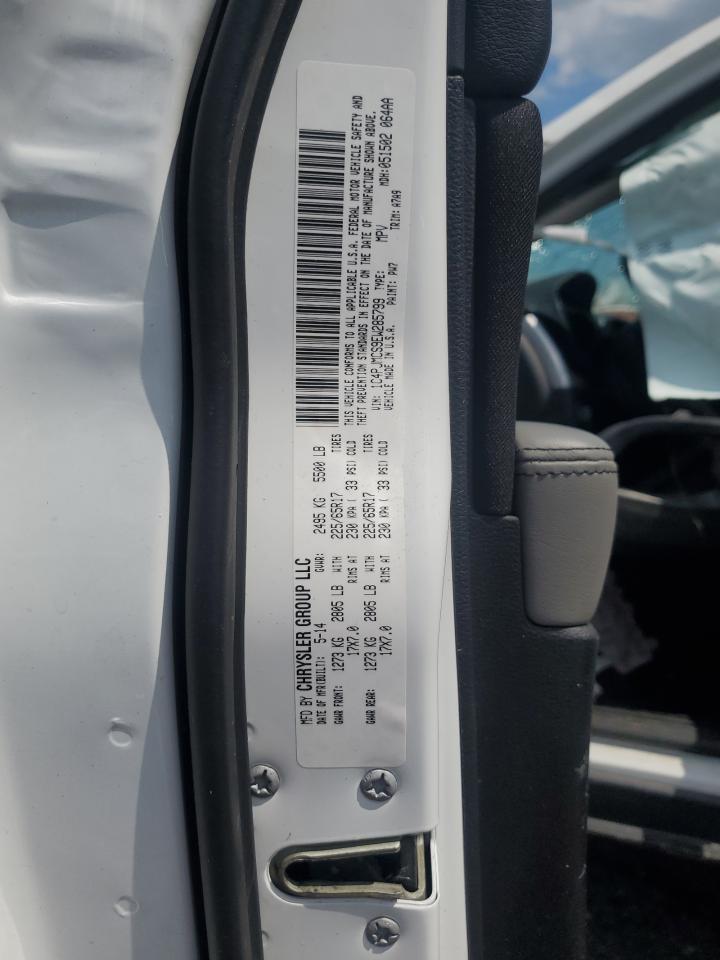 MFD BY CHRYSLER GROUP LLC
DATE OF MFR(BUILT): 5-14 GVWR: 2495 KG 5500 LB
GAWR FRONT: 1273 KG 2805 LB WITH 225/65R17 TIRES
17X7.0 RIMS AT 230 KPA ( 33 PSI) COLD
GAWR REAR: 1273 KG 2805 LB WITH 225/65R17 TIRES
17X7.0 RIMS AT 230 KPA ( 33 PSI) COLD
THIS VEHICLE CONFORMS TO ALL APPLICABLE U.S.A. FEDERAL MOTOR VEHICLE SAFETY AND
THEFT PREVENTION STANDARDS IN EFFECT ON THE DATE OF MANUFACTURE SHOWN ABOVE.
VIN: 1C4PJMCS9EW285799 TYPE: MPV MDH:051502 064AA
VEHICLE MADE IN U.S.A. PAINT: PW7 TRIM: A7A9